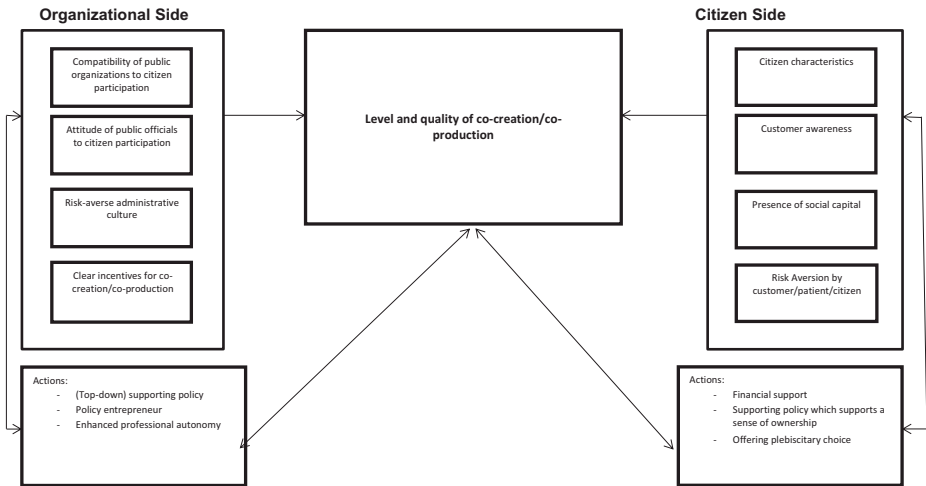 Organizational Side
Compatibility of public
organizations to citizen
participation
Attitude of public officials
to citizen participation
Risk-averse administrative
culture
Clear incentives for co-
creation/co-production
Actions:
- (Top-down) supporting policy
- Policy entrepreneur
- Enhanced professional autonomy
Level and quality of co-creation/co-
production
Citizen Side
Citizen characteristics
Customer awareness
Presence of social capital
Risk Aversion by
customer/patient/citizen
Actions:
- Financial support
- Supporting policy which supports a
sense of ownership
- Offering plebiscitary choice